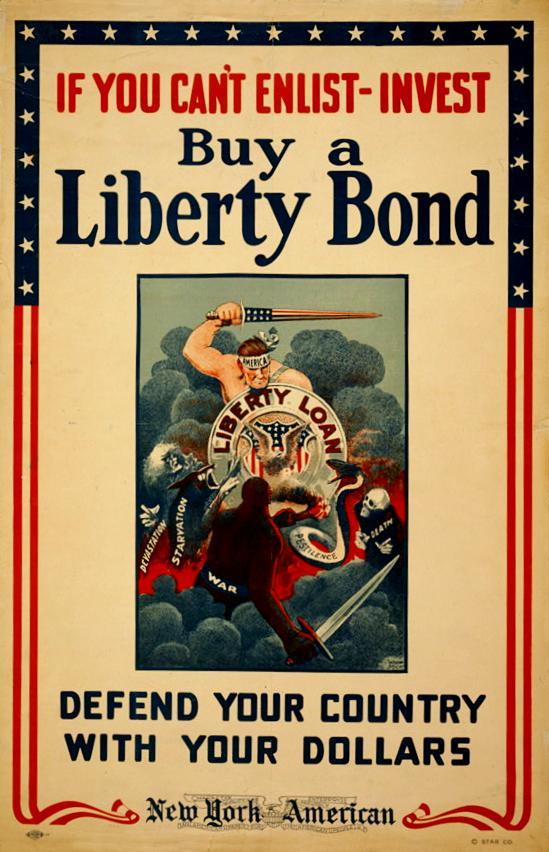 IF YOU CAN'T ENLIST - INVEST
Buy a
Liberty Bond
AMERICA
LIBERTY LOAN
DEVASTATION
STARVATION
WAR
PESTILENCE
DEATH
DEFEND YOUR COUNTRY
WITH YOUR DOLLARS
New York American
© STAR CO.